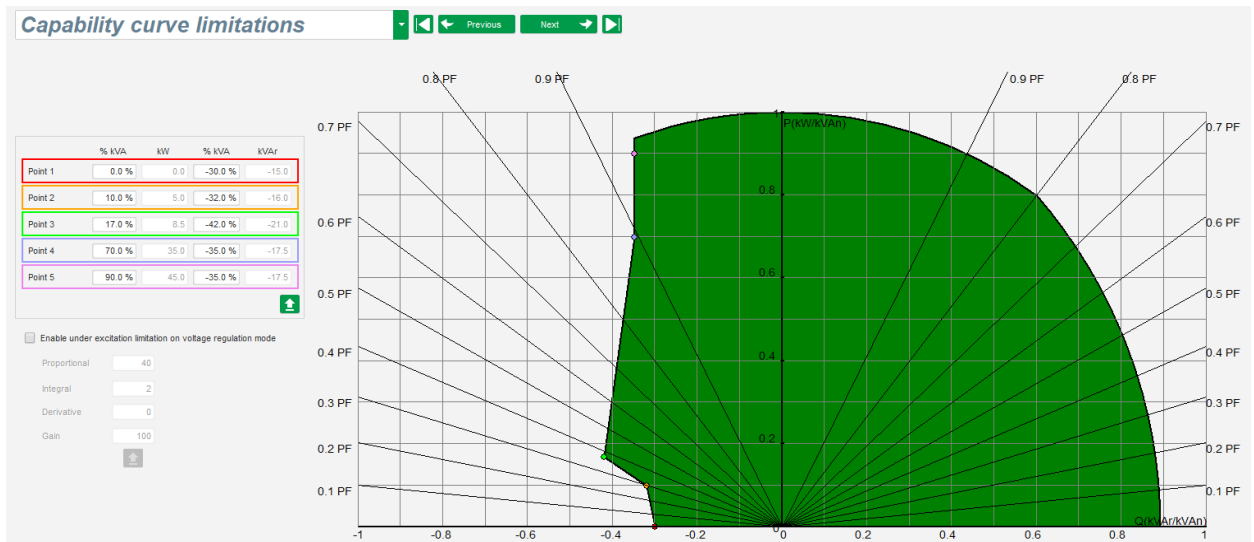 Capability curve limitations
Previous
Next
% kVA kW % kVA kVAr
Point 1 0.0 % 0.0 -30.0 % -15.0
Point 2 10.0 % 5.0 -32.0 % -16.0
Point 3 17.0 % 8.5 -42.0 % -21.0
Point 4 70.0 % 35.0 -35.0 % -17.5
Point 5 90.0 % 45.0 -35.0 % -17.5
Enable under excitation limitation on voltage regulation mode
Proportional 40
Integral 2
Derivative 0
Gain 100
0.8 PF 0.9 PF 0.9 PF 0.8 PF
1 P(kW/kVAn)
0.7 PF 0.7 PF
0.8
0.6 PF 0.6 PF
0.6
0.5 PF 0.5 PF
0.4 PF 0.4 0.4 PF
0.3 PF 0.3 PF
0.2
0.2 PF 0.2 PF
0.1 PF 0.1 PF
Q(kVAr/kVAn)
-1 -0.8 -0.6 -0.4 -0.2 0 0 0.2 0.4 0.6 0.8 1